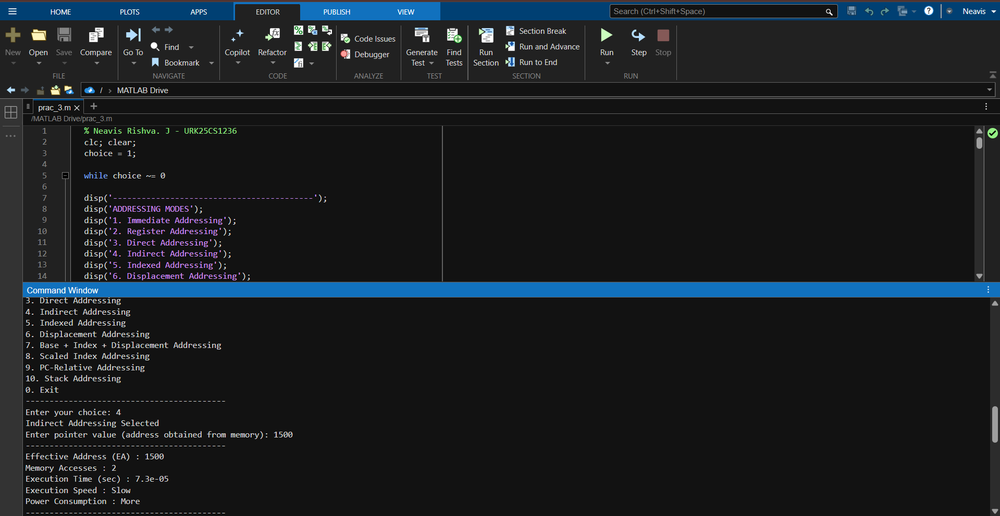 HOME PLOTS APPS EDITOR PUBLISH VIEW Search (Ctrl+Shift+Space) ? Neavis
New Open Save Compare Go To Find Bookmark Copilot Refactor Code Issues Debugger Generate Test Find Tests Run Section Section Break Run and Advance Run to End Run Step Stop
FILE NAVIGATE CODE ANALYZE TEST SECTION RUN
/ › MATLAB Drive
prac_3.m × +
/MATLAB Drive/prac_3.m
1 % Neavis Rishva. J - URK25CS1236
2 clc; clear;
3 choice = 1;
4
5 while choice ~= 0
6
7 disp('------------------------------------------');
8 disp('ADDRESSING MODES');
9 disp('1. Immediate Addressing');
10 disp('2. Register Addressing');
11 disp('3. Direct Addressing');
12 disp('4. Indirect Addressing');
13 disp('5. Indexed Addressing');
14 disp('6. Displacement Addressing');
Command Window
3. Direct Addressing
4. Indirect Addressing
5. Indexed Addressing
6. Displacement Addressing
7. Base + Index + Displacement Addressing
8. Scaled Index Addressing
9. PC-Relative Addressing
10. Stack Addressing
0. Exit
------------------------------------------
Enter your choice: 4
Indirect Addressing Selected
Enter pointer value (address obtained from memory): 1500
------------------------------------------
Effective Address (EA) : 1500
Memory Accesses : 2
Execution Time (sec) : 7.3e-05
Execution Speed : Slow
Power Consumption : More
------------------------------------------